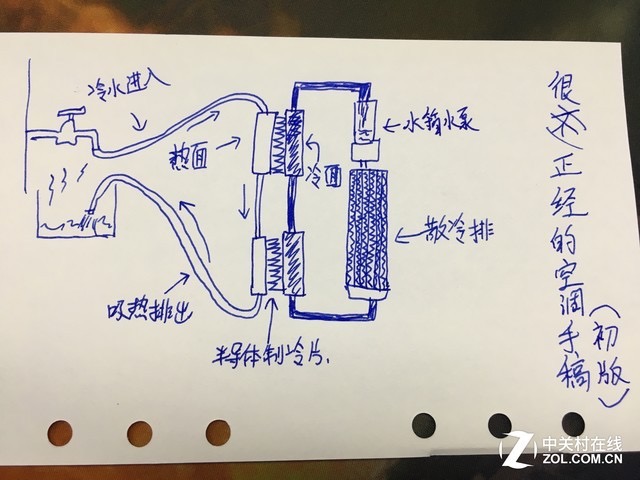 冷水进入
热面
冷面
水箱水泵
散冷排
吸热排出
半导体制冷片.
很(不)正经的空调手稿
(初版)
中关村在线
ZOL.COM.CN